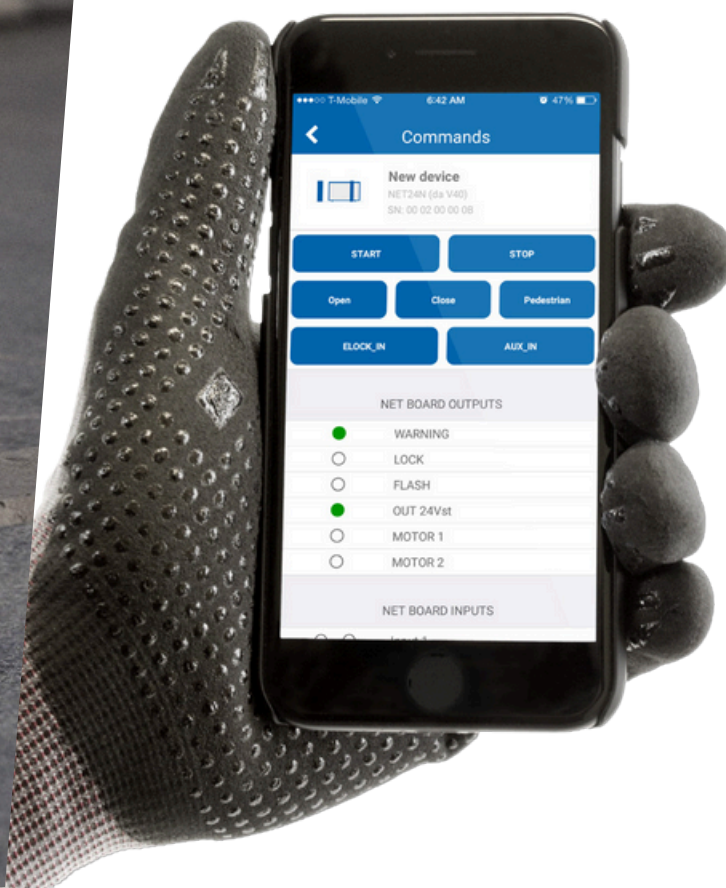 T-Mobile 6:42 AM 47%
Commands
New device
NET24N (da V40)
SN: 00 02 00 00 0B
START STOP
Open Close Pedestrian
ELOCK_IN AUX_IN
NET BOARD OUTPUTS
WARNING
LOCK
FLASH
OUT 24Vst
MOTOR 1
MOTOR 2
NET BOARD INPUTS